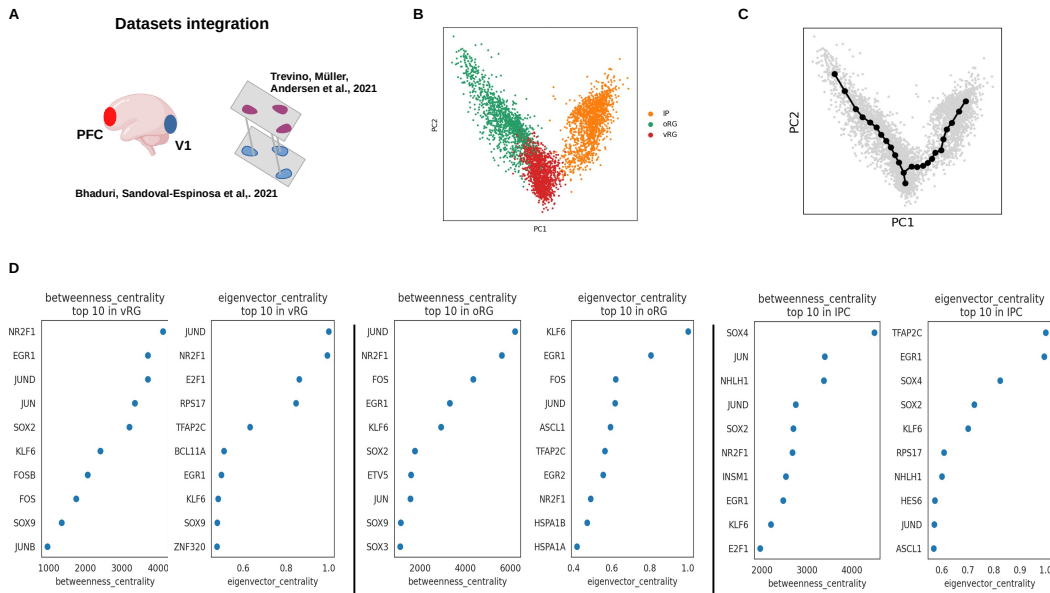 A
Datasets integration
Trevino, Müller,
Andersen et al., 2021
PFC
V1
Bhaduri, Sandoval-Espinosa et al,. 2021
B
PC2
PC1
IP
oRG
vRG
C
PC2
PC1
D
betweenness_centrality
top 10 in vRG
NR2F1
EGR1
JUND
JUN
SOX2
KLF6
FOSB
FOS
SOX9
JUNB
1000 2000 3000 4000
betweenness_centrality
eigenvector_centrality
top 10 in vRG
JUND
NR2F1
E2F1
RPS17
TFAP2C
BCL11A
EGR1
KLF6
SOX9
ZNF320
0.6 0.8 1.0
eigenvector_centrality
betweenness_centrality
top 10 in oRG
JUND
NR2F1
FOS
EGR1
KLF6
SOX2
ETV5
JUN
SOX9
SOX3
2000 4000 6000
betweenness_centrality
eigenvector_centrality
top 10 in oRG
KLF6
EGR1
FOS
JUND
ASCL1
TFAP2C
EGR2
NR2F1
HSPA1B
HSPA1A
0.4 0.6 0.8 1.0
eigenvector_centrality
betweenness_centrality
top 10 in IPC
SOX4
JUN
NHLH1
JUND
SOX2
NR2F1
INSM1
EGR1
KLF6
E2F1
2000 3000 4000
betweenness_centrality
eigenvector_centrality
top 10 in IPC
TFAP2C
EGR1
SOX4
SOX2
KLF6
RPS17
NHLH1
HES6
JUND
ASCL1
0.6 0.7 0.8 0.9 1.0
eigenvector_centrality